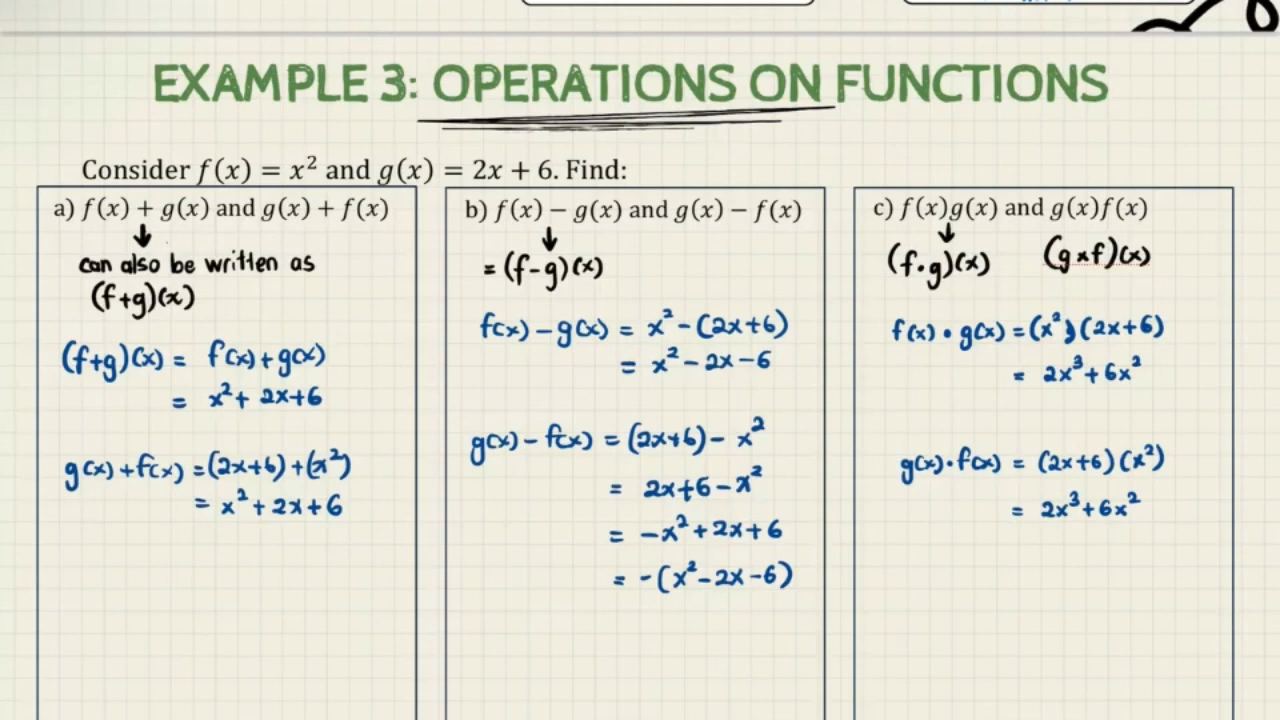 EXAMPLE 3: OPERATIONS ON FUNCTIONS
Consider f(x) = x² and g(x) = 2x + 6. Find:
a) f(x) + g(x) and g(x) + f(x)
can also be written as
(f+g)(x)
(f+g)(x) = f(x)+g(x)
= x²+ 2x+6
g(x)+f(x) =(2x+6)+(x²)
= x²+2x+6
b) f(x) − g(x) and g(x) − f(x)
= (f-g)(x)
f(x) - g(x) = x² - (2x+6)
= x² - 2x - 6
g(x) - f(x) = (2x+6) - x²
= 2x+6 - x²
= -x²+2x+6
= -(x²-2x-6)
c) f(x)g(x) and g(x)f(x)
(f·g)(x) (g×f)(x)
f(x) · g(x) = (x²)(2x+6)
= 2x³+6x²
g(x)·f(x) = (2x+6)(x²)
= 2x³+6x²